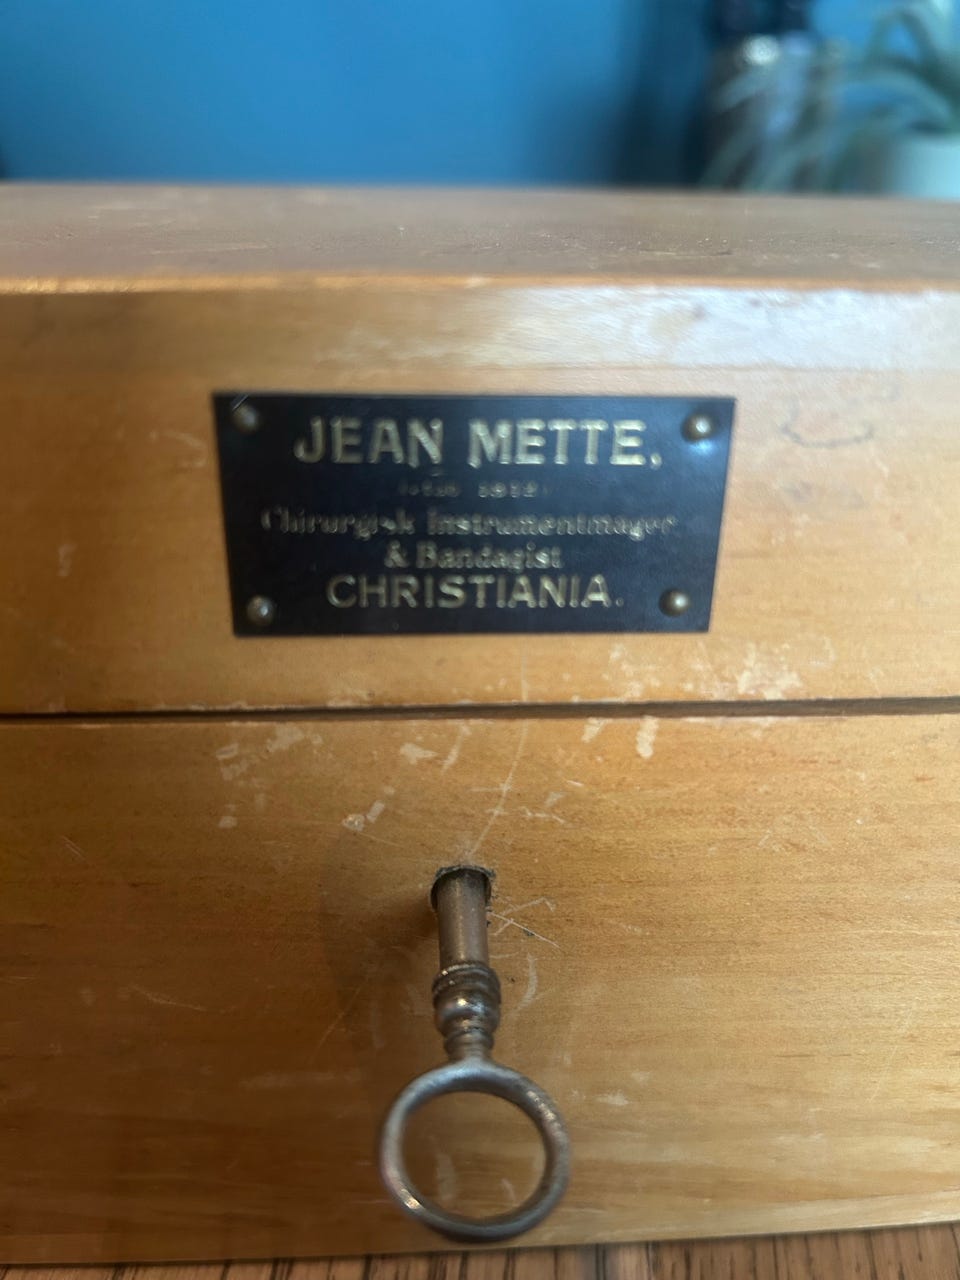 JEAN METTE.
Chirurgisk Instrumentmager
& Bandagist
CHRISTIANIA.